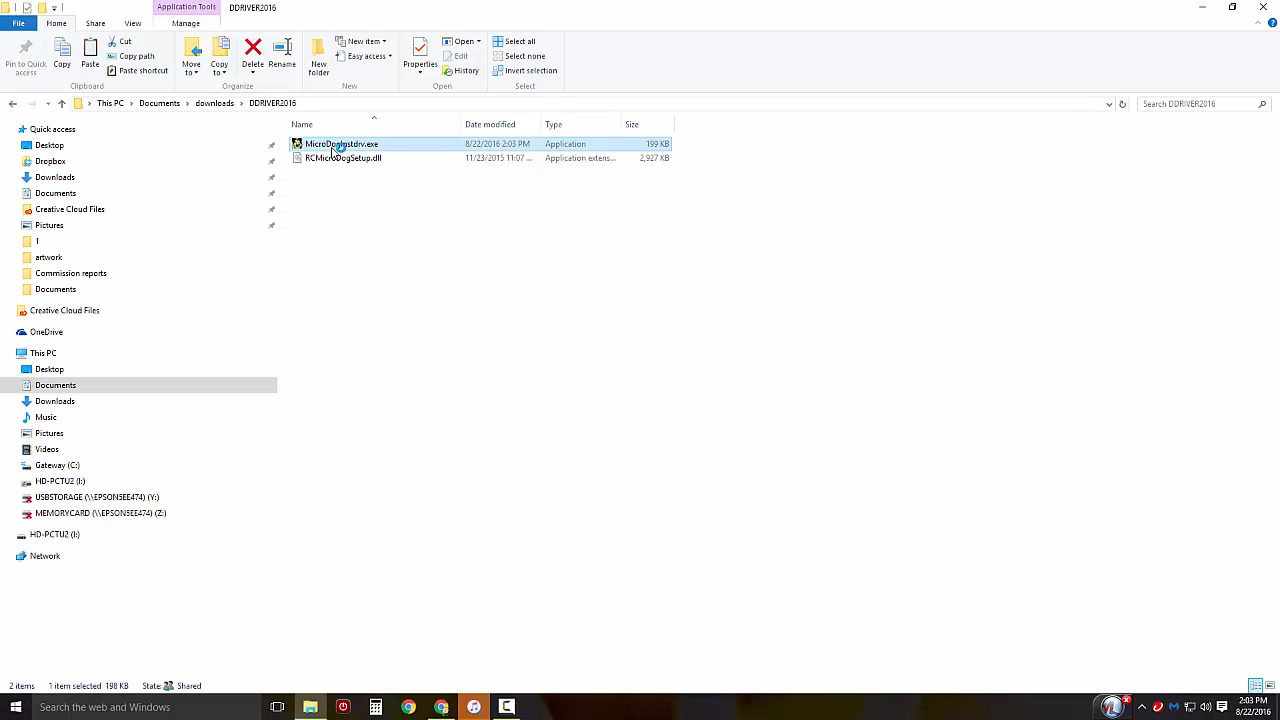 Application Tools
DDRIVER2016
File
Home
Share
View
Manage
Pin to Quick access
Copy
Paste
Cut
Copy path
Paste shortcut
Clipboard
Move to
Copy to
Delete
Rename
Organize
New folder
New item
Easy access
New
Properties
Open
Edit
History
Open
Select all
Select none
Invert selection
Select
This PC
Documents
downloads
DDRIVER2016
Search DDRIVER2016
Name
Date modified
Type
Size
MicroDogInstdrv.exe
8/22/2016 2:03 PM
Application
199 KB
RCMicroDogSetup.dll
11/23/2015 11:07 ...
Application extens...
2,927 KB
Quick access
Desktop
Dropbox
Downloads
Documents
Creative Cloud Files
Pictures
1
artwork
Commission reports
Documents
Creative Cloud Files
OneDrive
This PC
Desktop
Documents
Downloads
Music
Pictures
Videos
Gateway (C:)
HD-PCTU2 (I:)
USBSTORAGE (\\EPSON5EE474) (Y:)
MEMORYCARD (\\EPSON5EE474) (Z:)
HD-PCTU2 (I:)
Network
2 items
1 item selected 198 KB
State:
Shared
Search the web and Windows
2:03 PM
8/22/2016